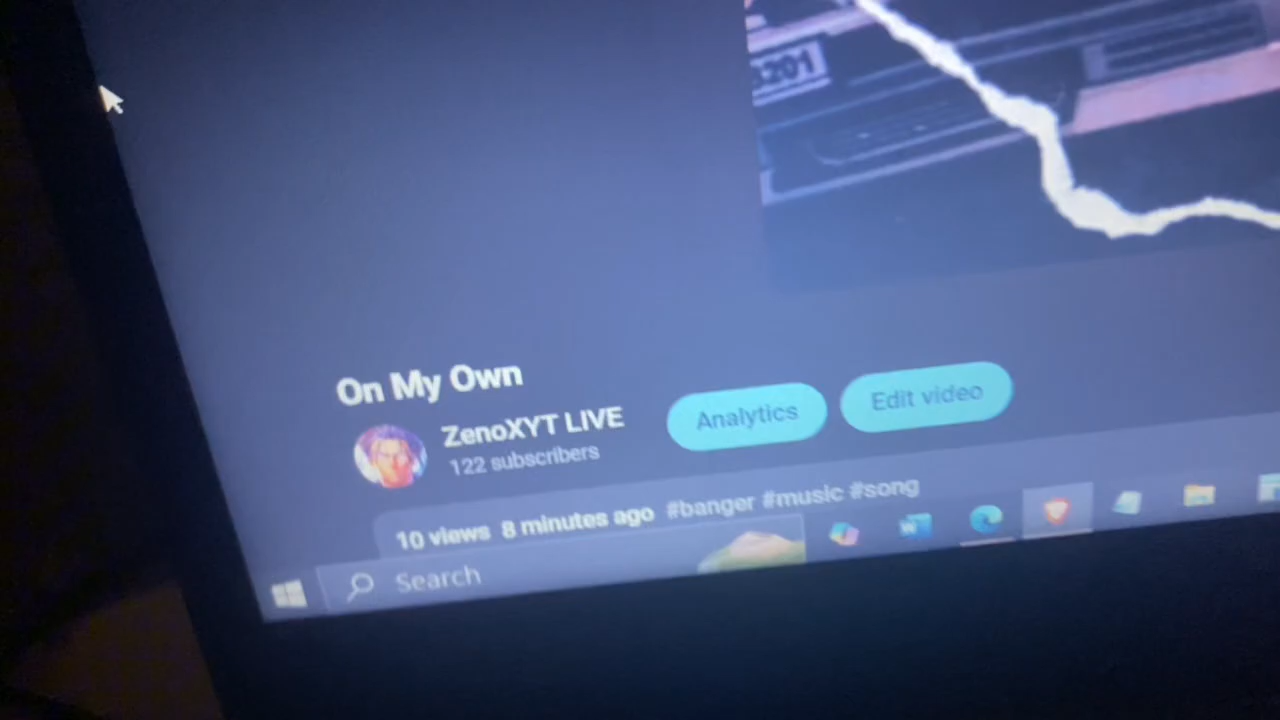 201
On My Own
ZenoXYT LIVE
122 subscribers
Analytics
Edit video
10 views 8 minutes ago #banger #music #song
Search